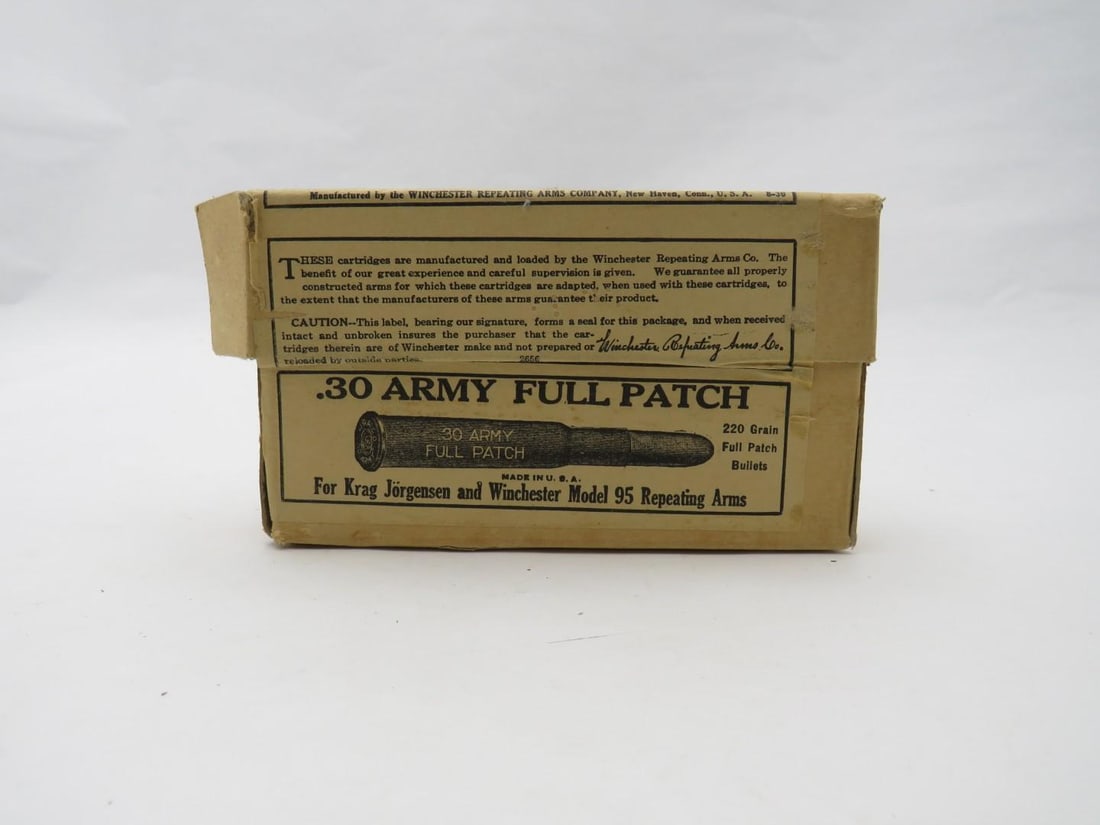 Manufactured by the WINCHESTER REPEATING ARMS COMPANY, New Haven, Conn., U. S. A. 8-30
THESE cartridges are manufactured and loaded by the Winchester Repeating Arms Co. The
benefit of our great experience and careful supervision is given. We guarantee all properly
constructed arms for which these cartridges are adapted, when used with these cartridges, to
the extent that the manufacturers of these arms guarantee their product.
CAUTION--This label, bearing our signature, forms a seal for this package, and when received
intact and unbroken insures the purchaser that the car-
tridges therein are of Winchester make and not prepared or Winchester Repeating Arms Co.
reloaded by outside parties. 2656
.30 ARMY FULL PATCH
30 ARMY
FULL PATCH
220 Grain
Full Patch
Bullets
MADE IN U. S. A.
For Krag Jörgensen and Winchester Model 95 Repeating Arms